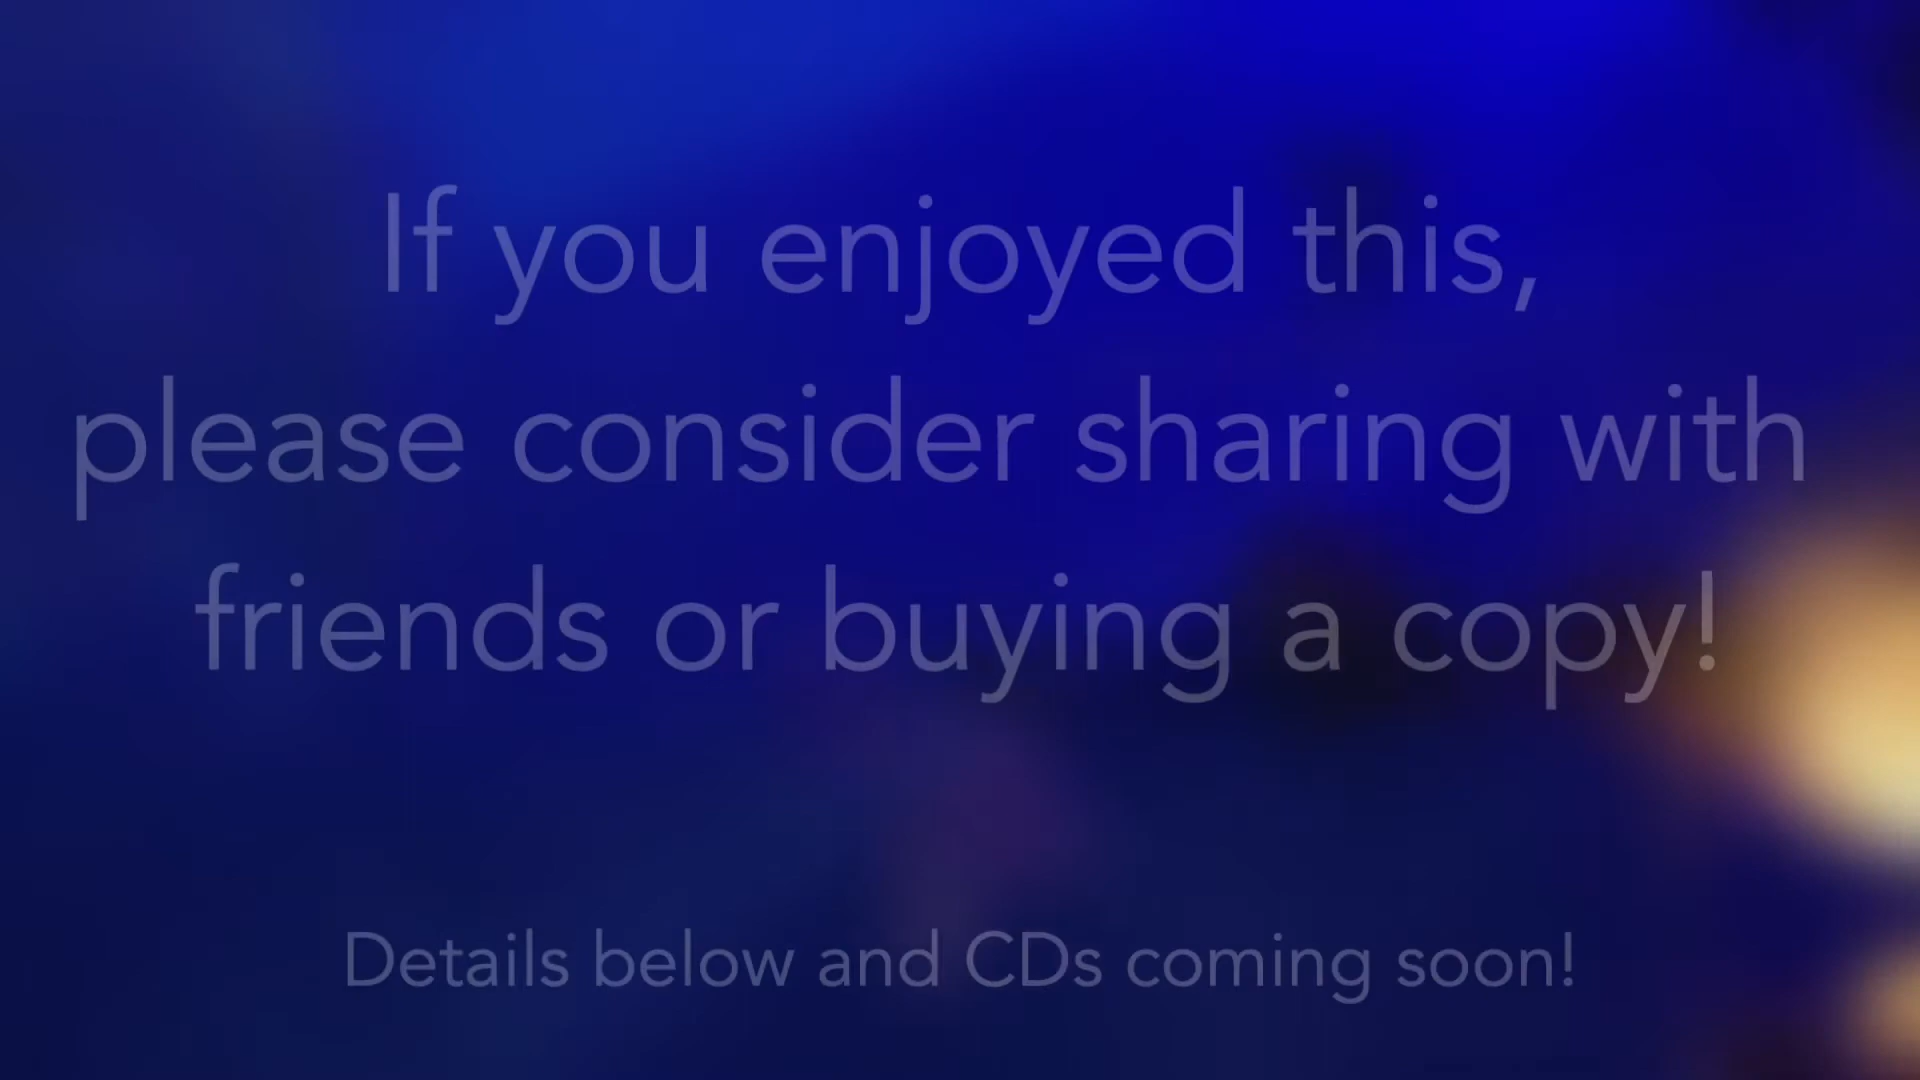 If you enjoyed this,
please consider sharing with
friends or buying a copy!
Details below and CDs coming soon!